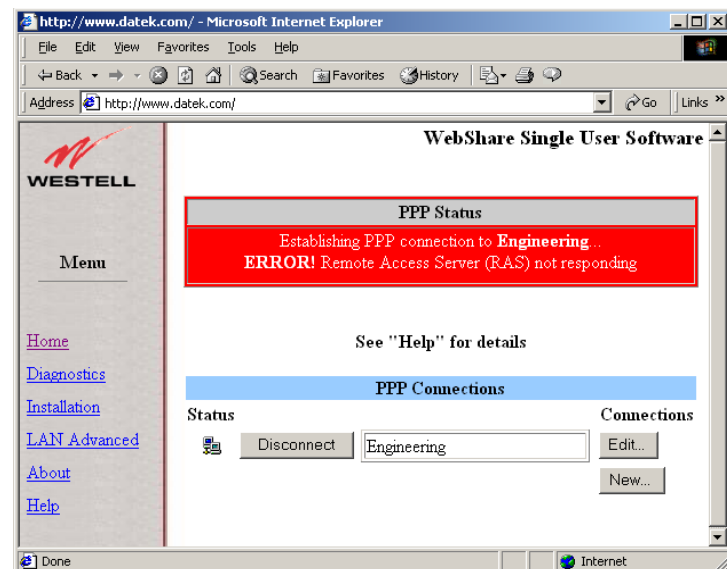 http://www.datek.com/ - Microsoft Internet Explorer
File Edit View Favorites Tools Help
Back Search Favorites History
Address http://www.datek.com/ Go Links »
WESTELL
WebShare Single User Software
PPP Status
Establishing PPP connection to Engineering...
ERROR! Remote Access Server (RAS) not responding
Menu
Home
Diagnostics
Installation
LAN Advanced
About
Help
See "Help" for details
PPP Connections
Status Connections
Disconnect Engineering Edit...
New...
Done Internet